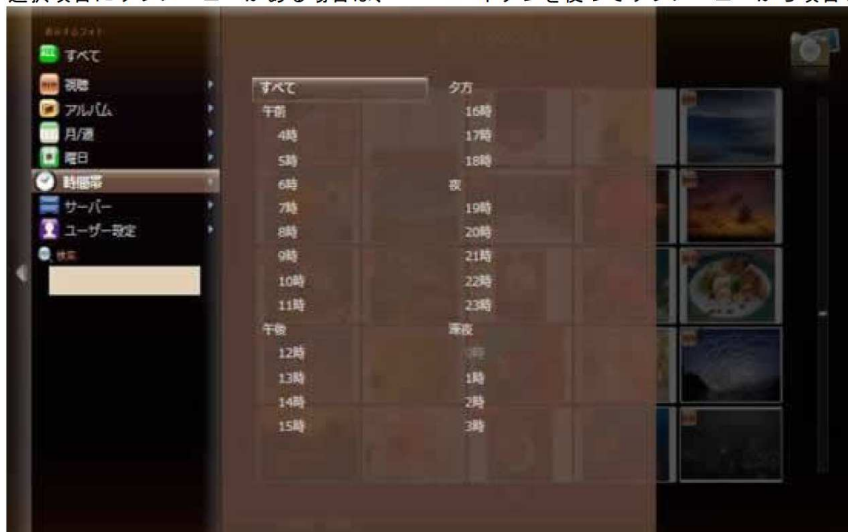 すべて
視聴
アルバム
月/週
曜日
時間帯
サーバー
ユーザー設定
検索
すべて
午前
4時
5時
6時
7時
8時
9時
10時
11時
午後
12時
13時
14時
15時
夕方
16時
17時
18時
夜
19時
20時
21時
22時
23時
深夜
0時
1時
2時
3時